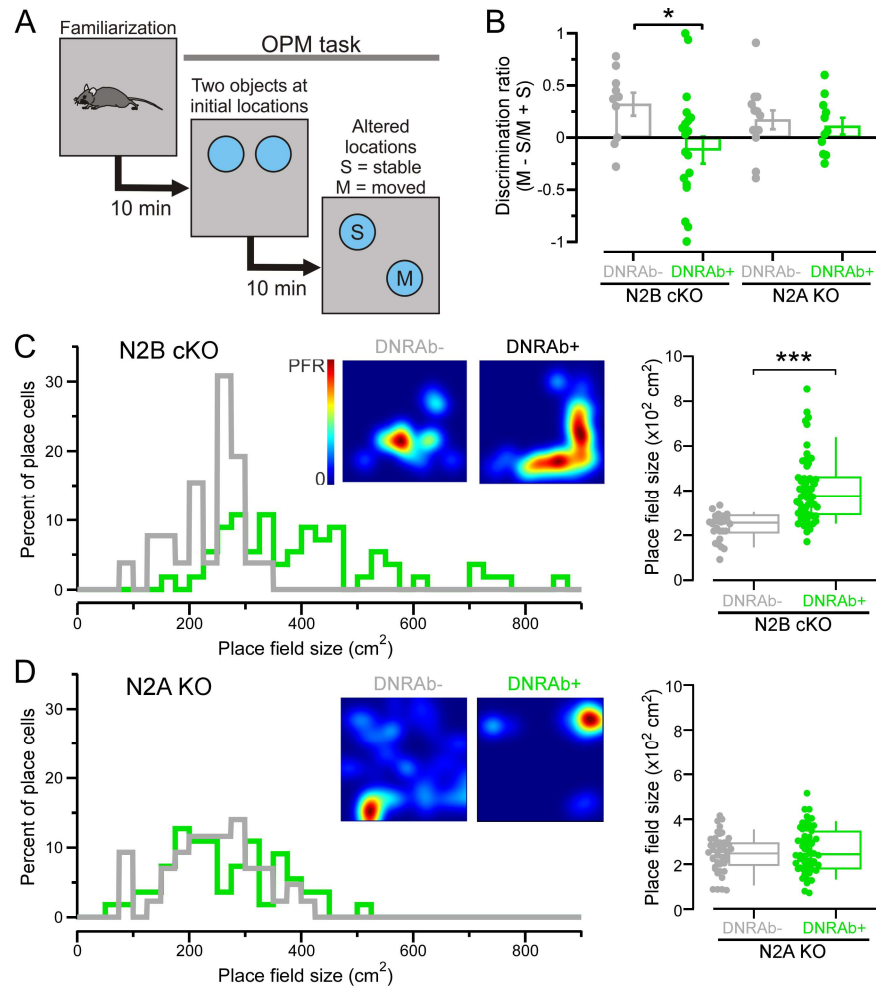 A
Familiarization
OPM task
Two objects at
initial locations
10 min
Altered
locations
S = stable
M = moved
S
M
10 min
B
*
Discrimination ratio
(M - S/M + S)
1
0.5
0
-0.5
-1
DNRAb-
DNRAb+
DNRAb-
DNRAb+
N2B cKO
N2A KO
C
N2B cKO
Percent of place cells
30
20
10
0
0
200
400
600
800
Place field size (cm²)
PFR
0
DNRAb-
DNRAb+
***
Place field size (x10² cm²)
10
8
6
4
2
0
DNRAb-
DNRAb+
N2B cKO
D
N2A KO
Percent of place cells
30
20
10
0
0
200
400
600
800
Place field size (cm²)
DNRAb-
DNRAb+
Place field size (x10² cm²)
10
8
6
4
2
0
DNRAb-
DNRAb+
N2A KO